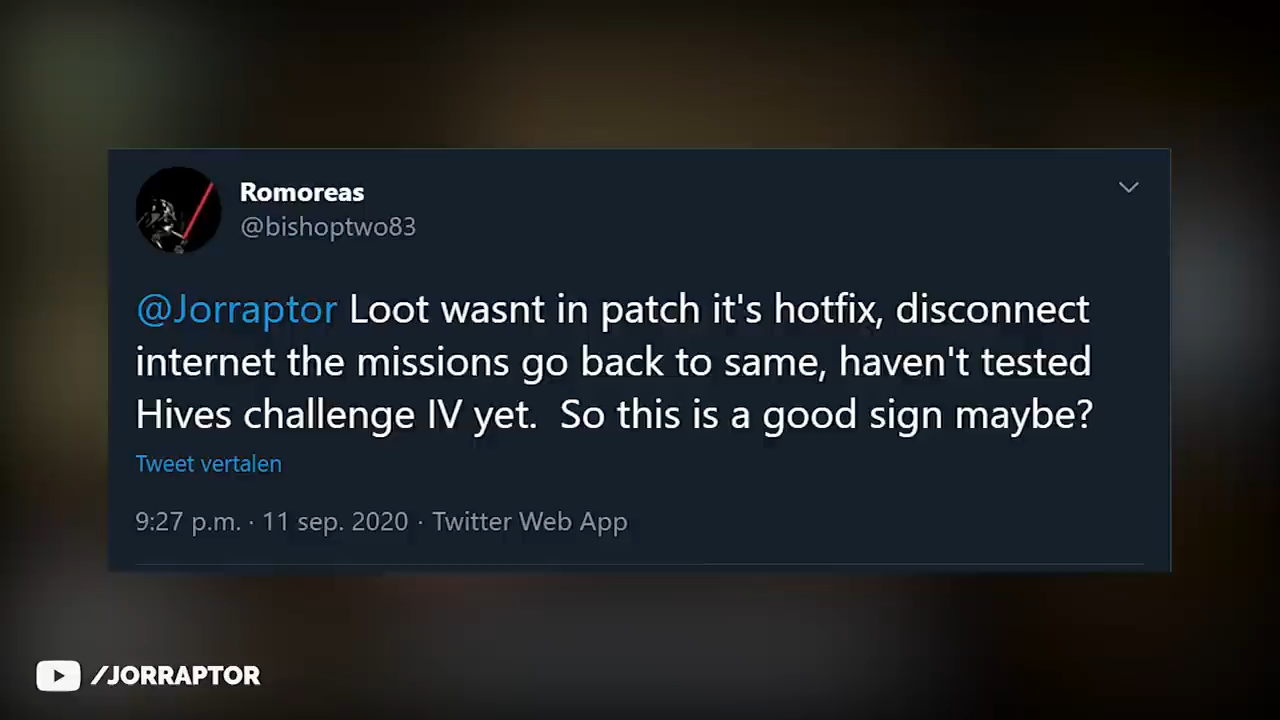 Romoreas
@bishoptwo83
@Jorraptor Loot wasnt in patch it's hotfix, disconnect
internet the missions go back to same, haven't tested
Hives challenge IV yet.  So this is a good sign maybe?
Tweet vertalen
9:27 p.m. · 11 sep. 2020 · Twitter Web App
/JORRAPTOR